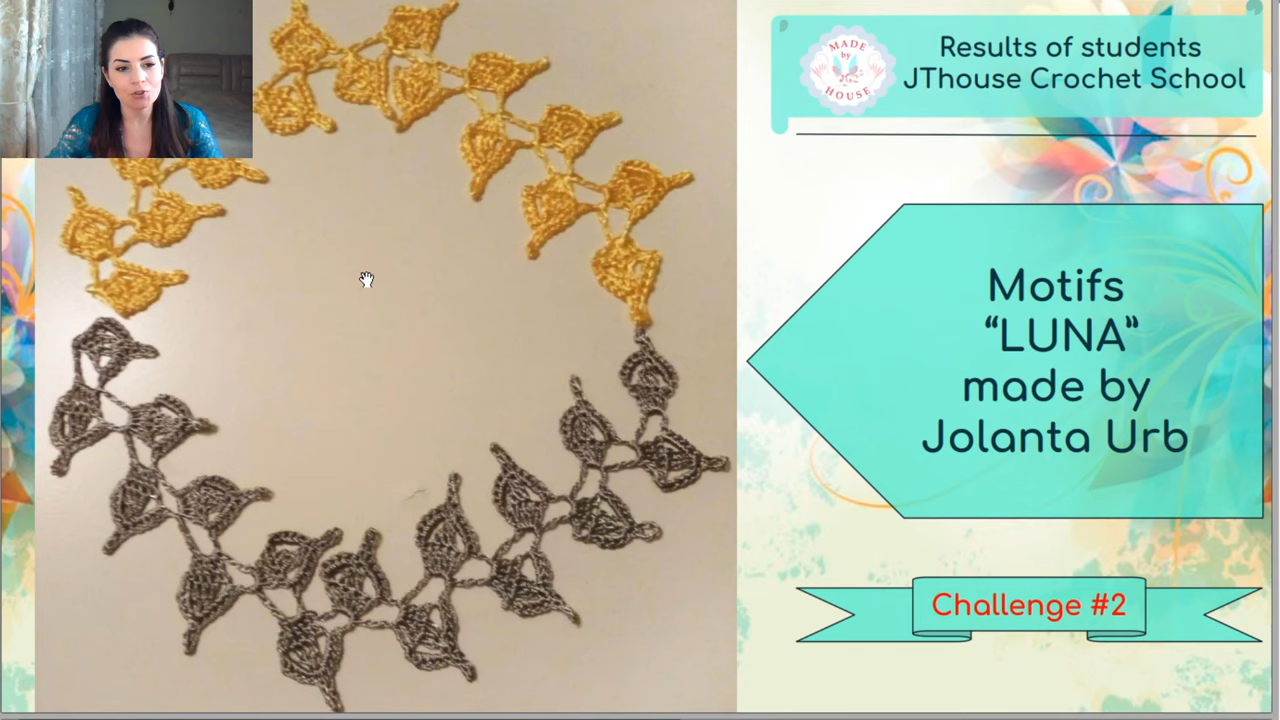 MADE
by
HOUSE
Results of students
JThouse Crochet School
Motifs
“LUNA”
made by
Jolanta Urb
Challenge #2